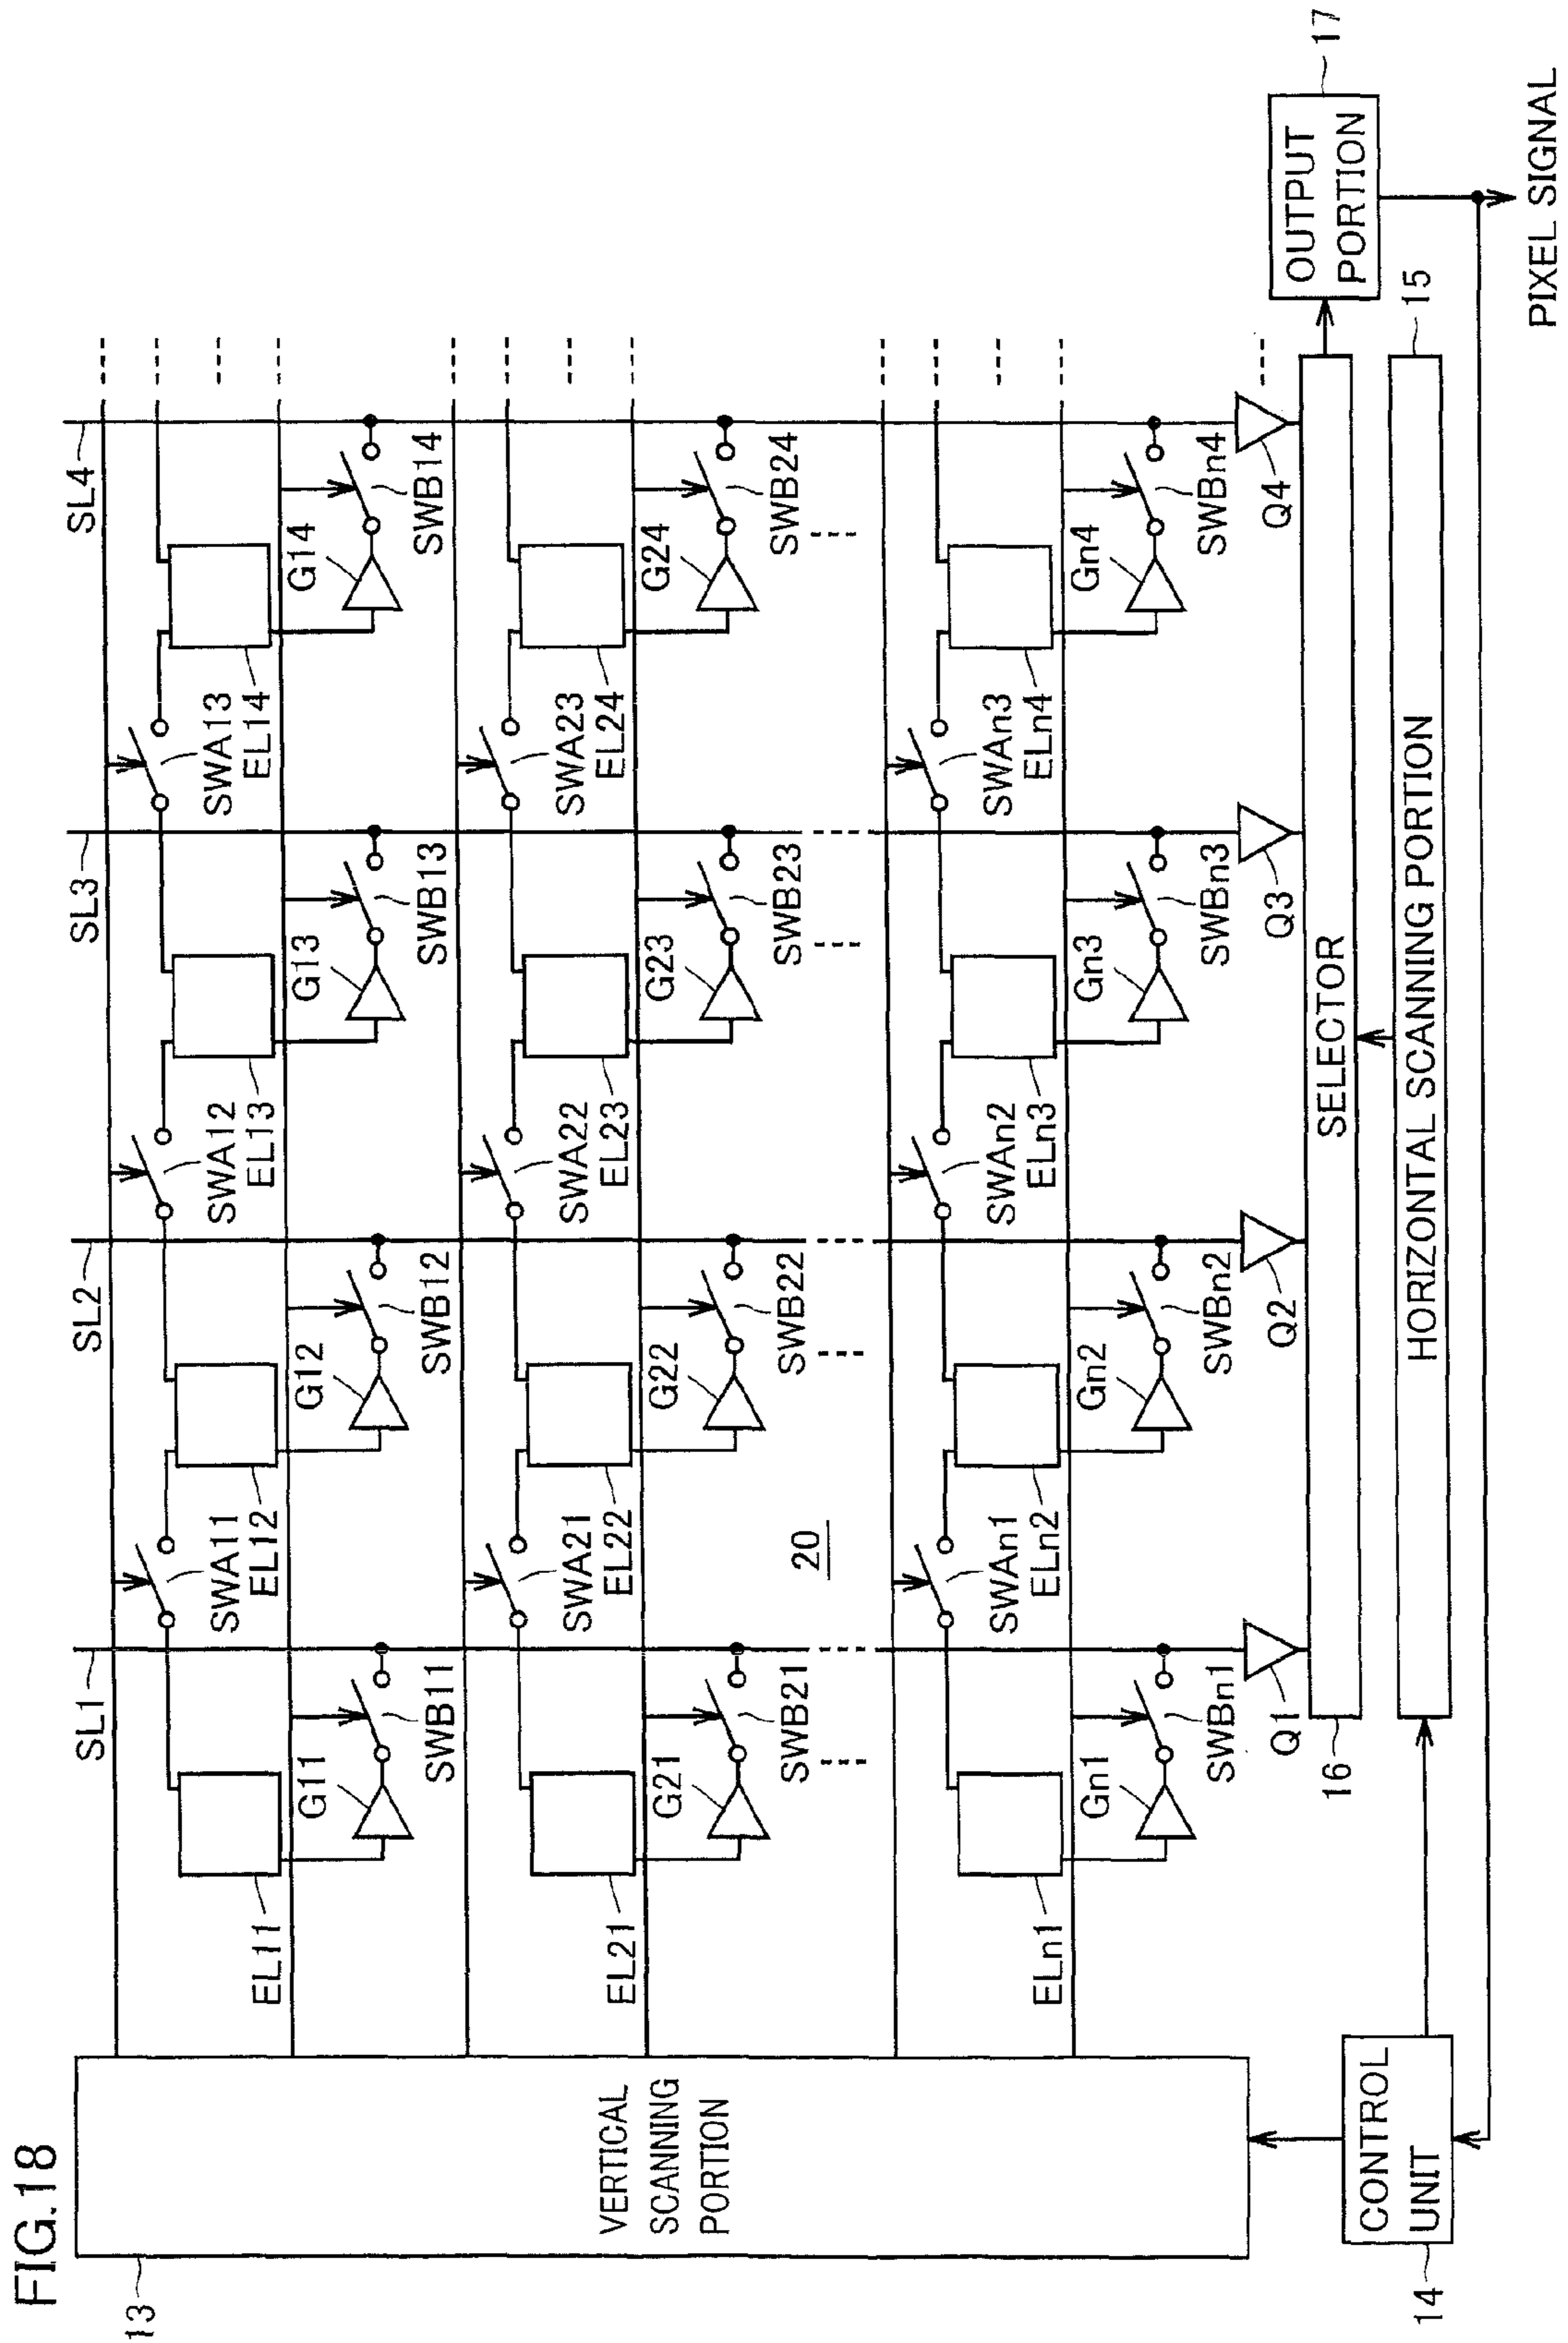 FIG.18
SL1
SL2
SL3
SL4
13
VERTICAL
SCANNING
PORTION
EL11
SWA11
EL12
SWA12
EL13
SWA13
EL14
G11
G12
G13
G14
SWB11
SWB12
SWB13
SWB14
EL21
SWA21
EL22
SWA22
EL23
SWA23
EL24
G21
G22
G23
G24
SWB21
SWB22
SWB23
SWB24
20
ELn1
SWAn1
ELn2
SWAn2
ELn3
SWAn3
ELn4
Gn1
Gn2
Gn3
Gn4
SWBn1
SWBn2
SWBn3
SWBn4
Q1
Q2
Q3
Q4
16
SELECTOR
OUTPUT
PORTION
17
14
CONTROL
UNIT
HORIZONTAL SCANNING PORTION
15
PIXEL SIGNAL